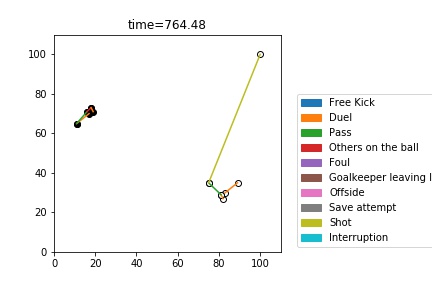 time=764.48
100
80
60
40
20
0
0 20 40 60 80 100
Free Kick
Duel
Pass
Others on the ball
Foul
Goalkeeper leaving l
Offside
Save attempt
Shot
Interruption